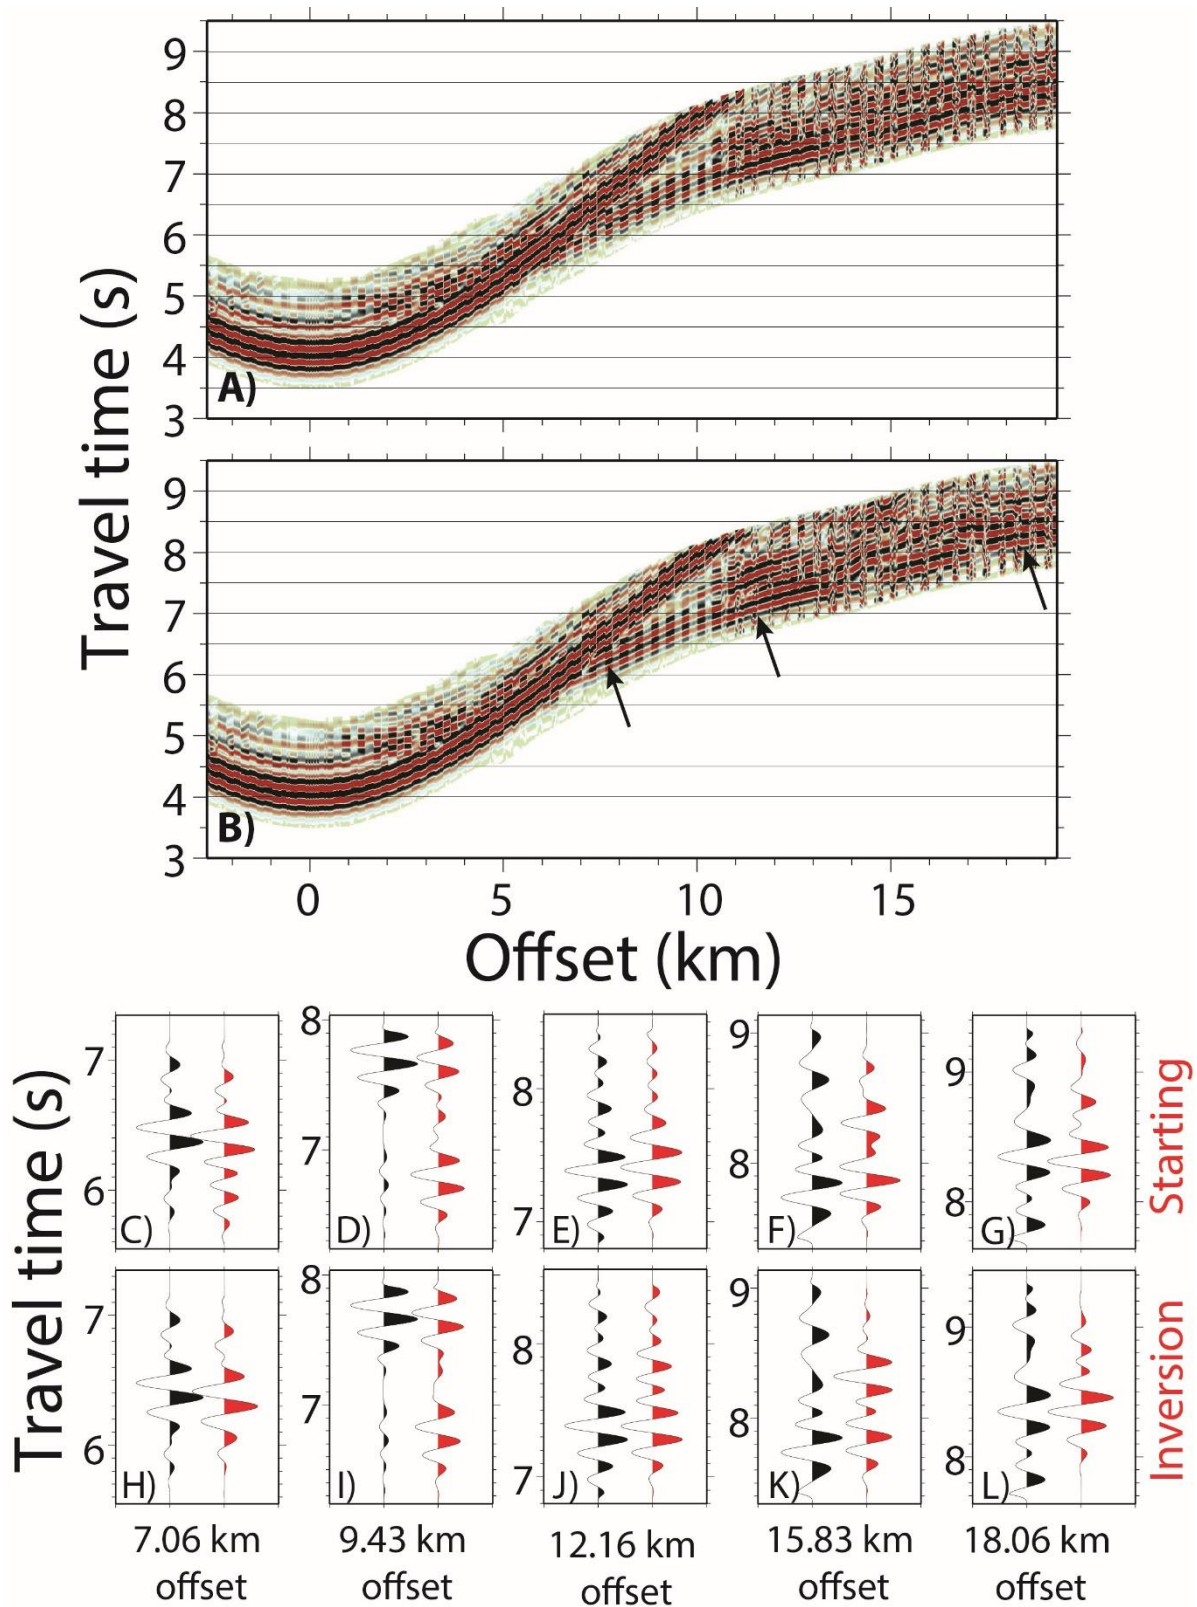 9
8
7
6
5
4
3
Travel time (s)
A)
9
8
7
6
5
4
3
Travel time (s)
B)
0 5 10 15
Offset (km)
7
6
C)
8
7
D)
8
7
E)
9
8
F)
9
8
G)
Starting
Travel time (s)
7
6
H)
8
7
I)
8
7
J)
9
8
K)
9
8
L)
Inversion
7.06 km
offset
9.43 km
offset
12.16 km
offset
15.83 km
offset
18.06 km
offset